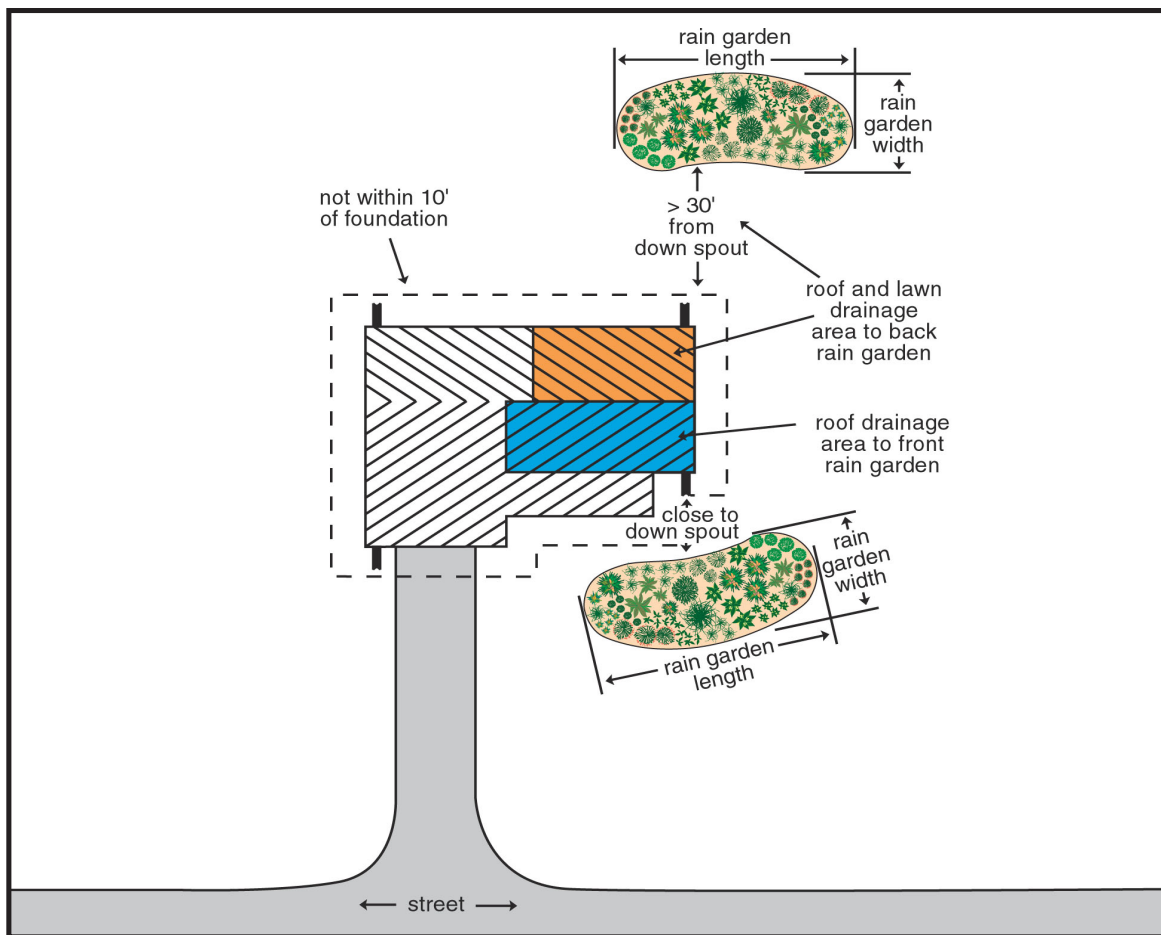 rain garden
length
rain
garden
width
not within 10'
of foundation
> 30'
from
down spout
roof and lawn
drainage
area to back
rain garden
roof drainage
area to front
rain garden
close to
down spout
rain
garden
width
rain garden
length
street